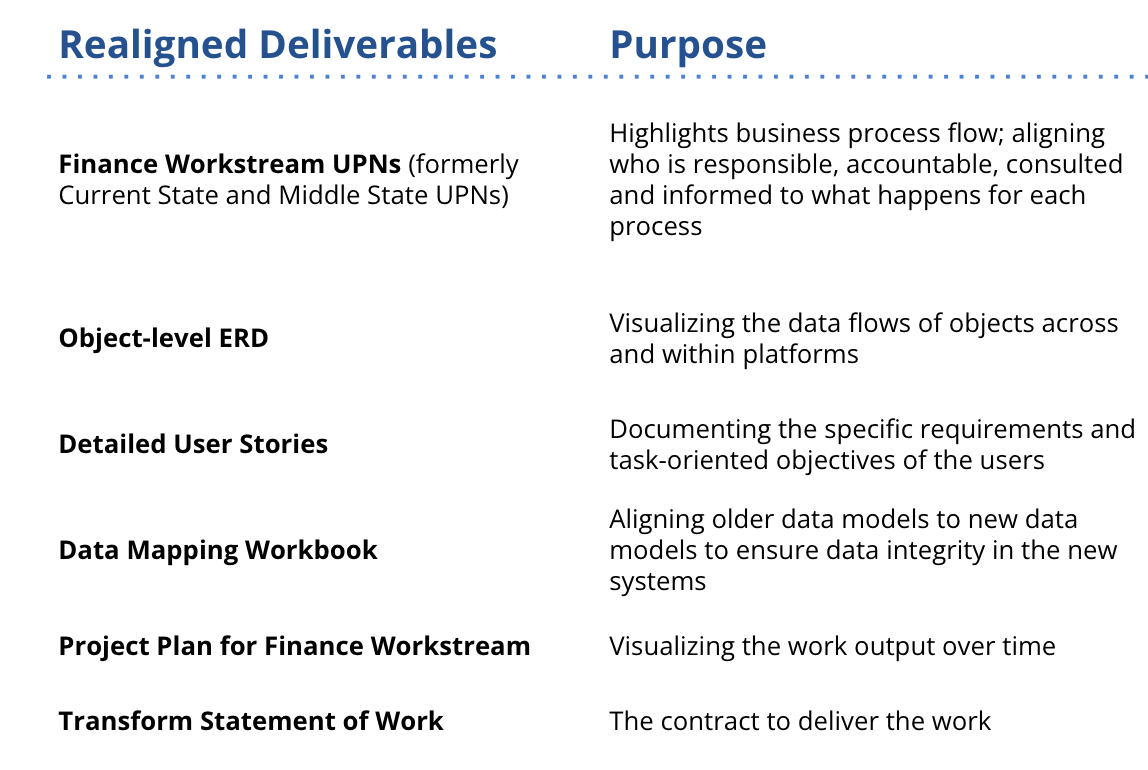 Realigned Deliverables
Purpose
Finance Workstream UPNs (formerly
Current State and Middle State UPNs)
Highlights business process flow; aligning
who is responsible, accountable, consulted
and informed to what happens for each
process
Object-level ERD
Visualizing the data flows of objects across
and within platforms
Detailed User Stories
Documenting the specific requirements and
task-oriented objectives of the users
Data Mapping Workbook
Aligning older data models to new data
models to ensure data integrity in the new
systems
Project Plan for Finance Workstream
Visualizing the work output over time
Transform Statement of Work
The contract to deliver the work